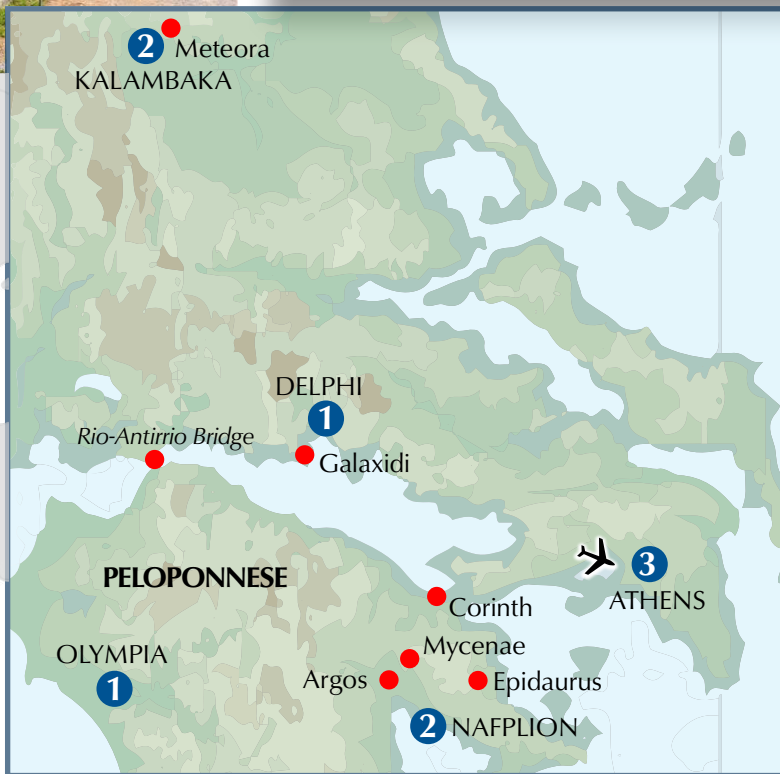 2
Meteora
KALAMBAKA
DELPHI
1
Rio-Antirrio Bridge
Galaxidi
PELOPONNESE
3
ATHENS
Corinth
OLYMPIA
1
Mycenae
Argos
Epidaurus
2 NAFPLION